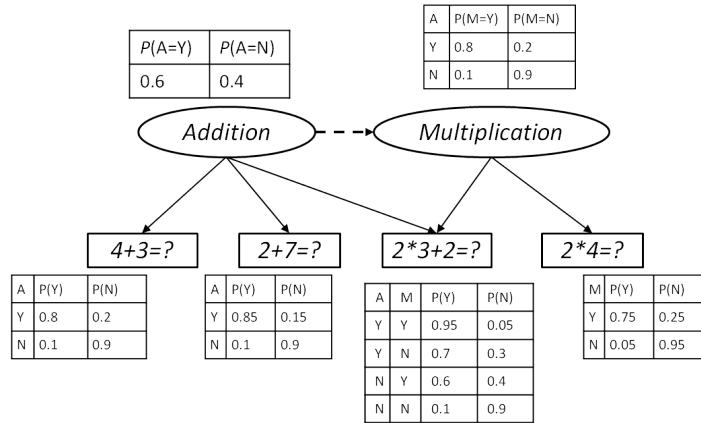 P(A=Y) P(A=N)
0.6 0.4
A P(M=Y) P(M=N)
Y 0.8 0.2
N 0.1 0.9
Addition
Multiplication
4+3=?
2+7=?
2*3+2=?
2*4=?
A P(Y) P(N)
Y 0.8 0.2
N 0.1 0.9
A P(Y) P(N)
Y 0.85 0.15
N 0.1 0.9
A M P(Y) P(N)
Y Y 0.95 0.05
Y N 0.7 0.3
N Y 0.6 0.4
N N 0.1 0.9
M P(Y) P(N)
Y 0.75 0.25
N 0.05 0.95